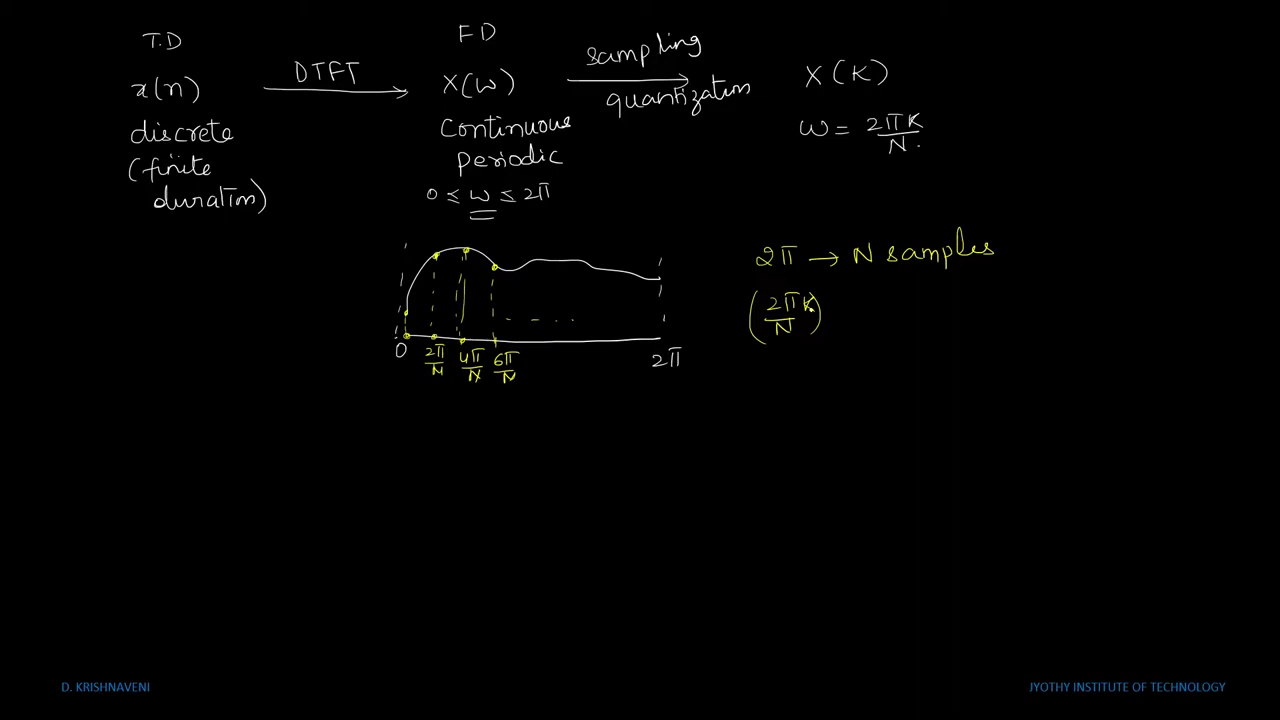 T.D
FD
x(n)
DTFT
X(ω)
sampling
quantization
X(K)
discrete
(finite
duration)
continuous
periodic
0 ≤ ω ≤ 2π
ω = 2πK/N
2π → N samples
(2πK/N)
0
2π/N
4π/N
6π/N
2π
D. KRISHNAVENI
JYOTHY INSTITUTE OF TECHNOLOGY